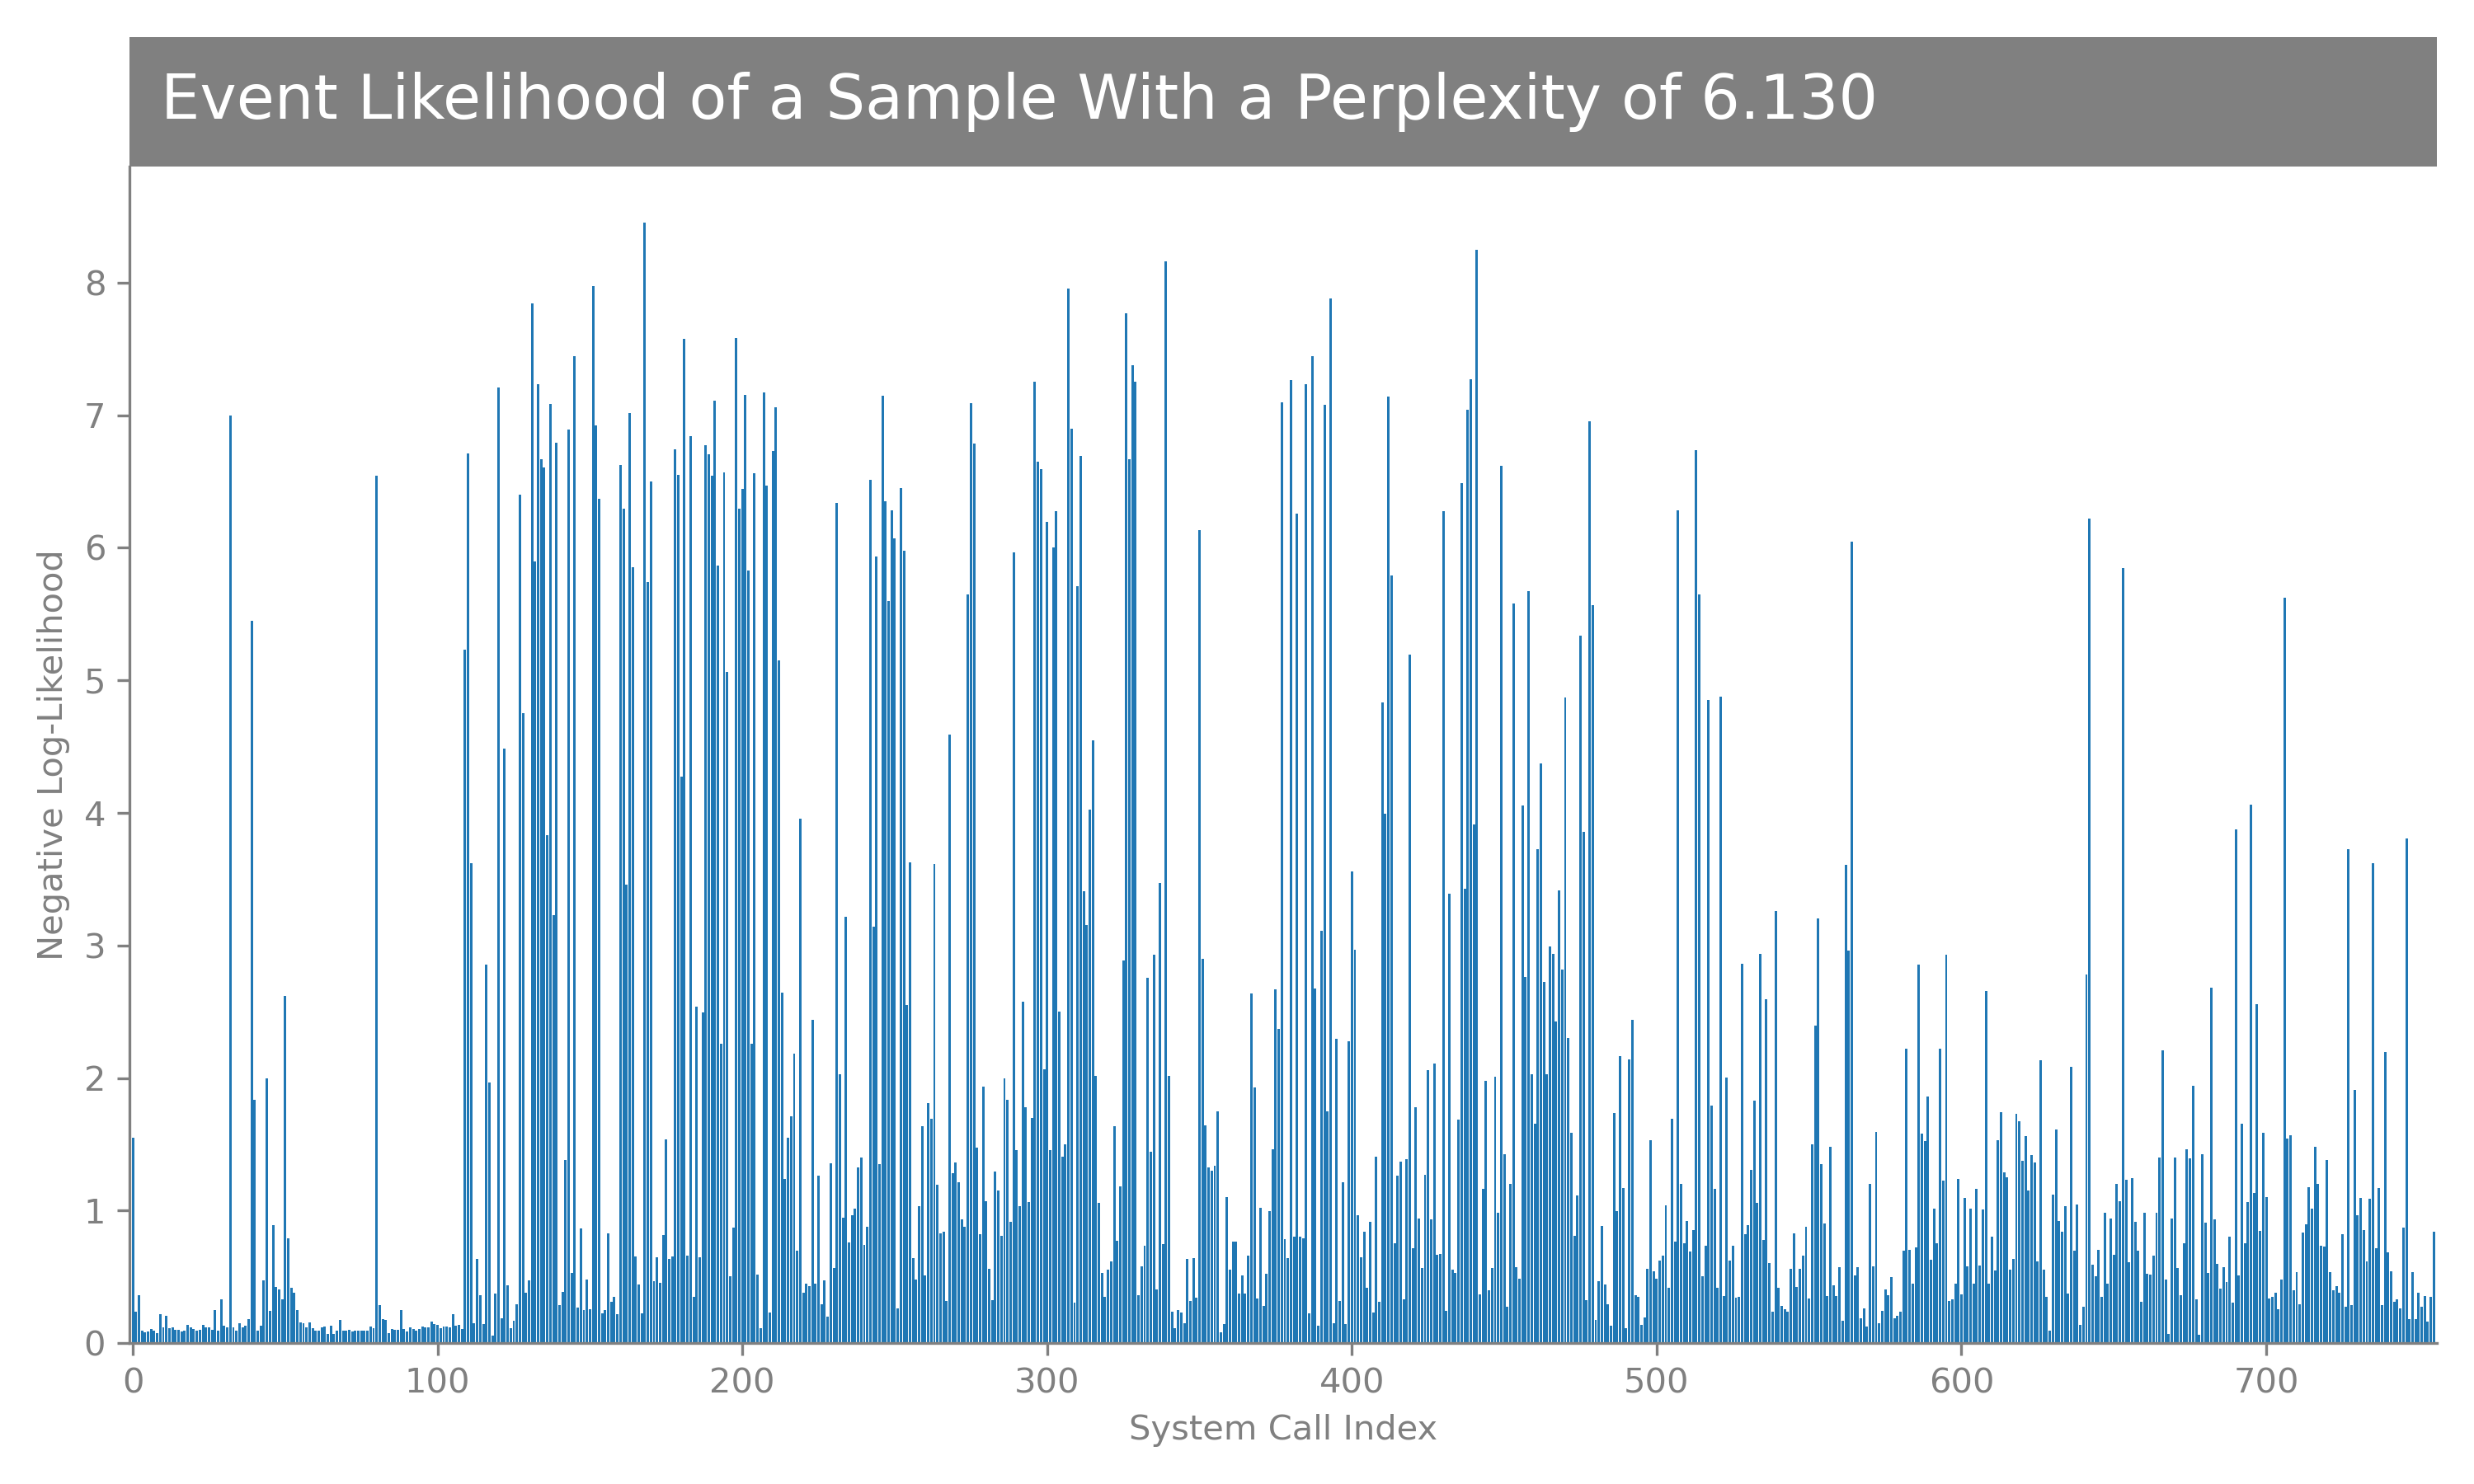 Event Likelihood of a Sample With a Perplexity of 6.130
8
7
6
5
4
3
2
1
0
Negative Log-Likelihood
0 100 200 300 400 500 600 700
System Call Index